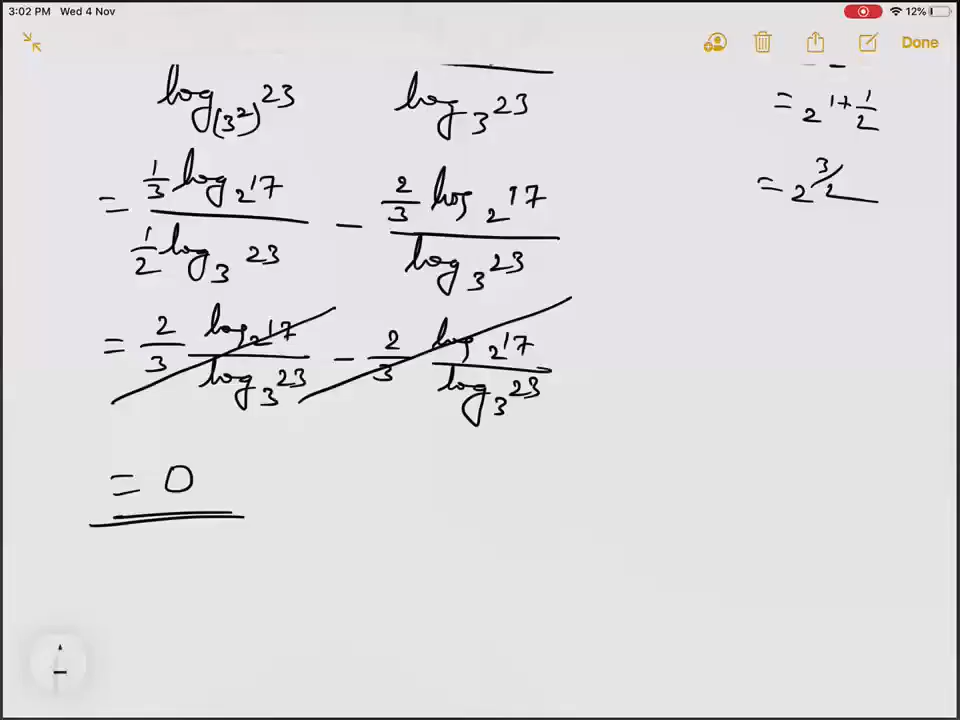 3:02 PM Wed 4 Nov 12%
Done
log_(3^2) 23 log_3 23
= 2^(1+1/2)
= 2^(3/2)
= (1/3 log_2 17)/(1/2 log_3 23) - (2/3 log_2 17)/(log_3 23)
= 2/3 (log_2 17)/(log_3 23) - 2/3 (log_2 17)/(log_3 23)
= 0